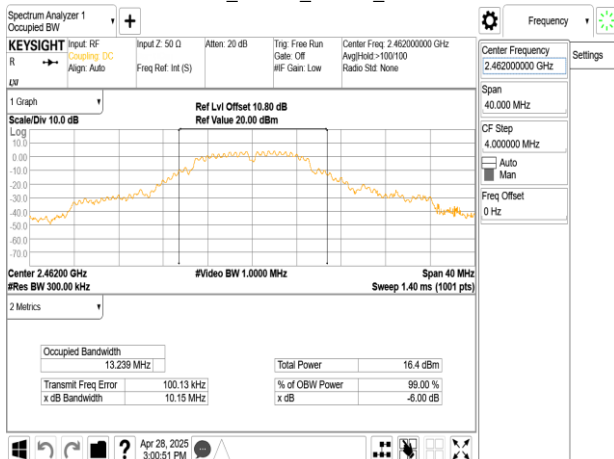 Spectrum Analyzer 1
Occupied BW
Frequency
KEYSIGHT
Input: RF
Input Z: 50 Ω
Atten: 20 dB
Trig: Free Run
Center Freq: 2.462000000 GHz
R
Coupling: DC
Gate: Off
Avg|Hold:>100/100
Align: Auto
Freq Ref: Int (S)
#IF Gain: Low
Radio Std: None
LXI
Center Frequency
2.462000000 GHz
Settings
Span
40.000 MHz
CF Step
4.000000 MHz
Auto
Man
Freq Offset
0 Hz
1 Graph
Ref Lvl Offset 10.80 dB
Scale/Div 10.0 dB
Ref Value 20.00 dBm
Log
10.0
0.00
-10.0
-20.0
-30.0
-40.0
-50.0
-60.0
-70.0
Center 2.46200 GHz
#Video BW 1.0000 MHz
Span 40 MHz
#Res BW 300.00 kHz
Sweep 1.40 ms (1001 pts)
2 Metrics
Occupied Bandwidth
13.239 MHz
Total Power
16.4 dBm
Transmit Freq Error
100.13 kHz
% of OBW Power
99.00 %
x dB Bandwidth
10.15 MHz
x dB
-6.00 dB
?
Apr 28, 2025
3:00:51 PM